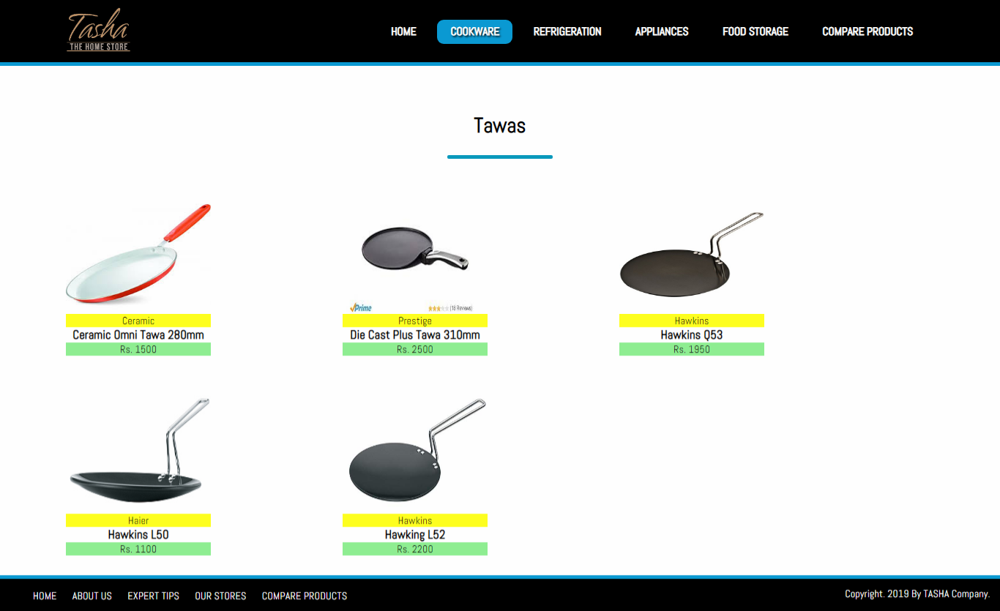 Tasha
THE HOME STORE
HOME COOKWARE REFRIGERATION APPLIANCES FOOD STORAGE COMPARE PRODUCTS
Tawas
Prime (18 Reviews)
Ceramic Prestige Hawkins
Ceramic Omni Tawa 280mm Die Cast Plus Tawa 310mm Hawkins Q53
Rs. 1500 Rs. 2500 Rs. 1950
Haier Hawkins
Hawkins L50 Hawking L52
Rs. 1100 Rs. 2200
HOME ABOUT US EXPERT TIPS OUR STORES COMPARE PRODUCTS Copyright. 2019 By TASHA Company.